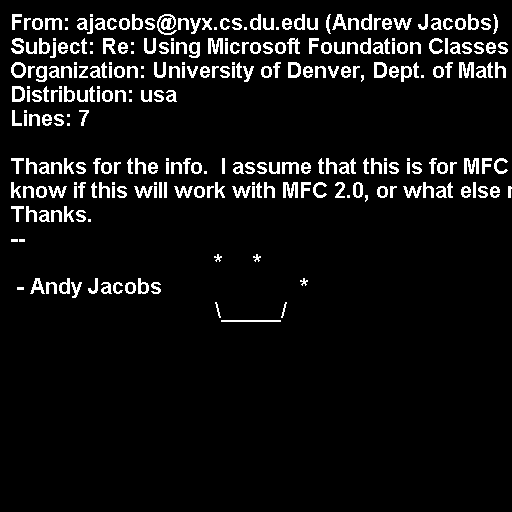 From: ajacobs@nyx.cs.du.edu (Andrew Jacobs)
Subject: Re: Using Microsoft Foundation Classes
Organization: University of Denver, Dept. of Math
Distribution: usa
Lines: 7

Thanks for the info.  I assume that this is for MFC
know if this will work with MFC 2.0, or what else
Thanks.
--
* *
- Andy Jacobs *
\_____/